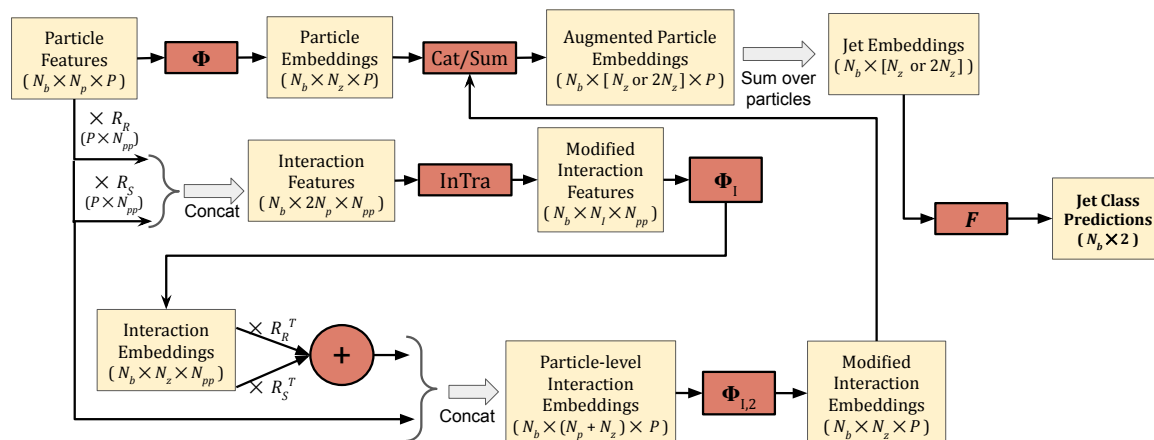 Particle
Features
( N_b × N_p × P )
Φ
Particle
Embeddings
( N_b × N_z × P)
Cat/Sum
Augmented Particle
Embeddings
( N_b × [ N_z or 2N_z ] × P )
Sum over
particles
Jet Embeddings
( N_b × [N_z or 2N_z] )
× R_R
(P × N_pp)
× R_S
(P × N_pp)
Concat
Interaction
Features
( N_b × 2N_p × N_pp )
InTra
Modified
Interaction
Features
( N_b × N_I × N_pp )
Φ_I
F
Jet Class
Predictions
( N_b × 2 )
Interaction
Embeddings
( N_b × N_z × N_pp )
× R_R^T
× R_S^T
+
Concat
Particle-level
Interaction
Embeddings
( N_b × (N_p + N_z ) × P )
Φ_I,2
Modified
Interaction
Embeddings
( N_b × N_z × P )